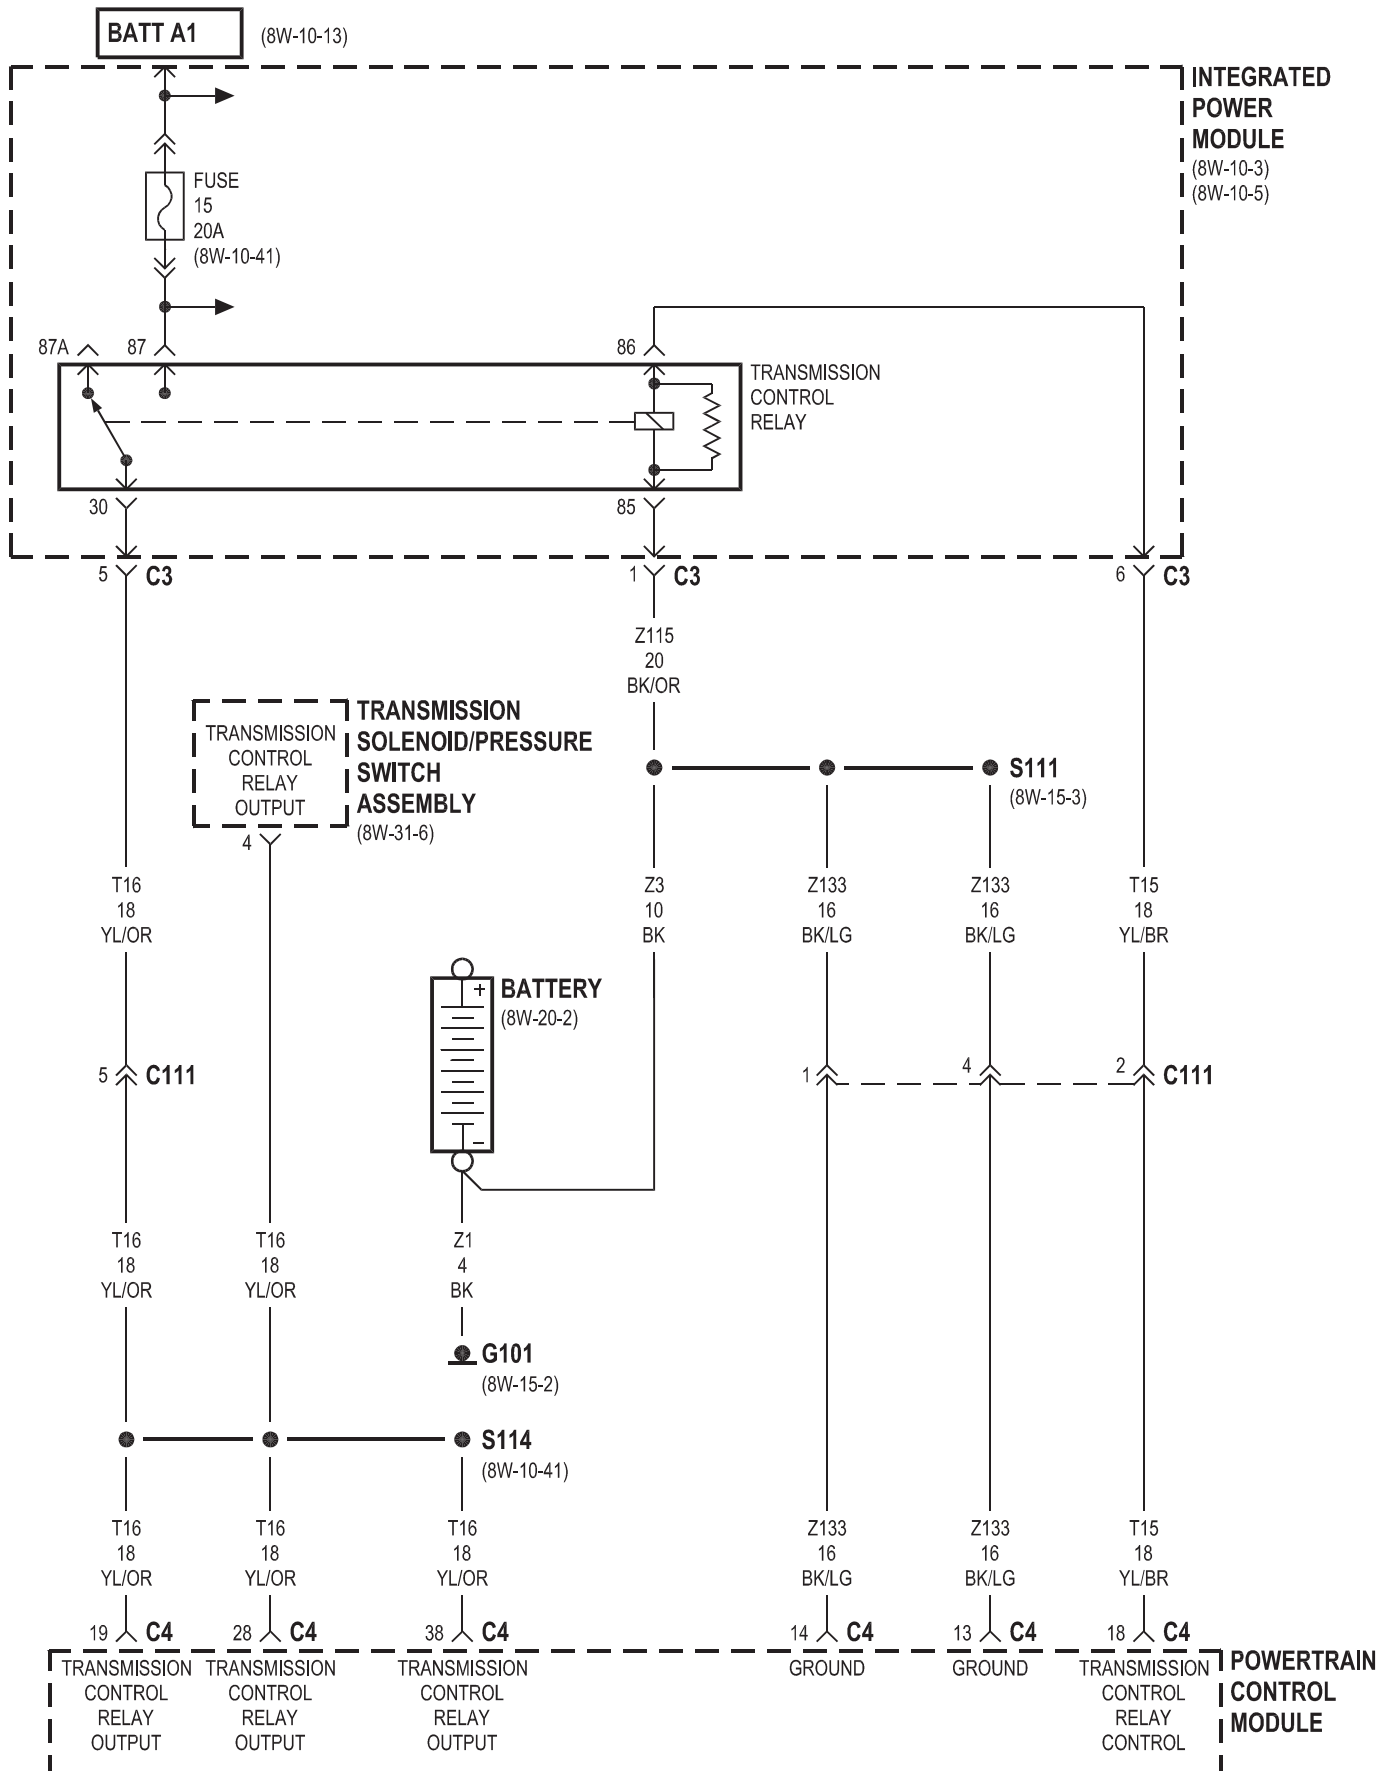 BATT A1
(8W-10-13)
INTEGRATED
POWER
MODULE
(8W-10-3)
(8W-10-5)
FUSE
15
20A
(8W-10-41)
87A
87
86
TRANSMISSION
CONTROL
RELAY
30
85
5
C3
1
C3
6
C3
Z115
20
BK/OR
TRANSMISSION
CONTROL
RELAY
OUTPUT
TRANSMISSION
SOLENOID/PRESSURE
SWITCH
ASSEMBLY
(8W-31-6)
4
S111
(8W-15-3)
T16
18
YL/OR
Z3
10
BK
Z133
16
BK/LG
Z133
16
BK/LG
T15
18
YL/BR
+
BATTERY
(8W-20-2)
–
5
C111
1
4
2
C111
T16
18
YL/OR
T16
18
YL/OR
Z1
4
BK
G101
(8W-15-2)
S114
(8W-10-41)
T16
18
YL/OR
T16
18
YL/OR
T16
18
YL/OR
Z133
16
BK/LG
Z133
16
BK/LG
T15
18
YL/BR
19
C4
28
C4
38
C4
14
C4
13
C4
18
C4
TRANSMISSION
CONTROL
RELAY
OUTPUT
TRANSMISSION
CONTROL
RELAY
OUTPUT
TRANSMISSION
CONTROL
RELAY
OUTPUT
GROUND
GROUND
TRANSMISSION
CONTROL
RELAY
CONTROL
POWERTRAIN
CONTROL
MODULE